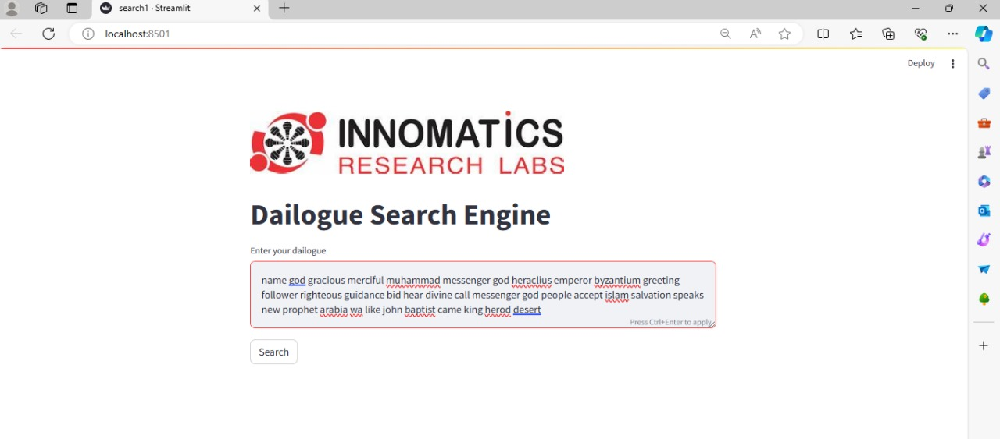 search1 · Streamlit
localhost:8501
Deploy
INNOMATICS
RESEARCH LABS
Dailogue Search Engine
Enter your dailogue
name god gracious merciful muhammad messenger god heraclius emperor byzantium greeting
follower righteous guidance bid hear divine call messenger god people accept islam salvation speaks
new prophet arabia wa like john baptist came king herod desert
Press Ctrl+Enter to apply
Search